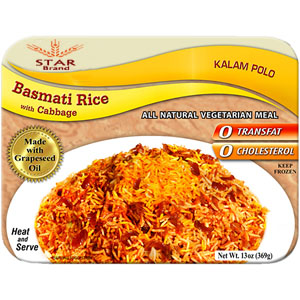 STAR
Brand
KALAM POLO
Basmati Rice
with Cabbage
ALL NATURAL VEGETARIAN MEAL
0 TRANSFAT
0 CHOLESTEROL
KEEP
FROZEN
Made
with
Grapeseed
Oil
Heat
and
Serve
Net Wt. 13oz (369g)